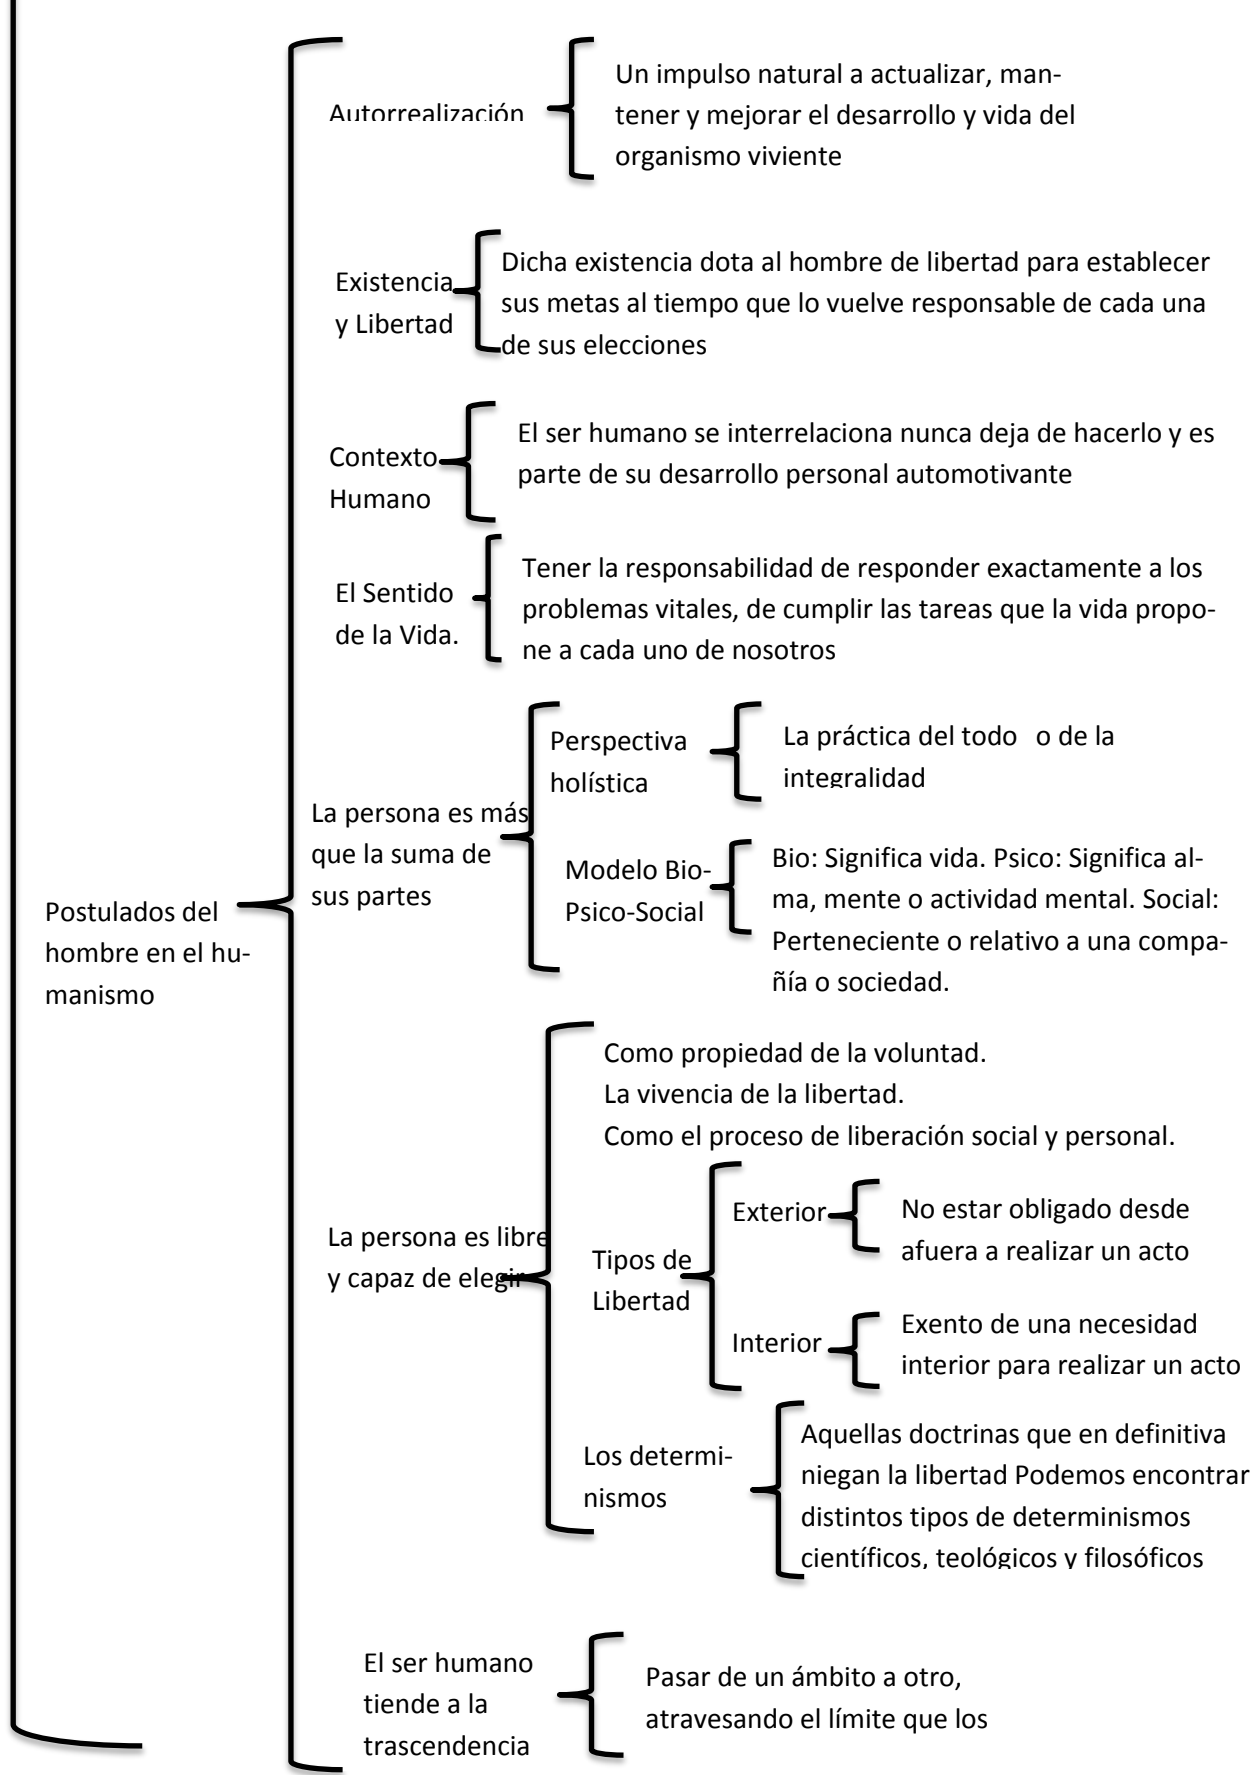 Postulados del
hombre en el hu-
manismo
Autorrealización
Un impulso natural a actualizar, man-
tener y mejorar el desarrollo y vida del
organismo viviente
Existencia
y Libertad
Dicha existencia dota al hombre de libertad para establecer
sus metas al tiempo que lo vuelve responsable de cada una
de sus elecciones
Contexto
Humano
El ser humano se interrelaciona nunca deja de hacerlo y es
parte de su desarrollo personal automotivante
El Sentido
de la Vida.
Tener la responsabilidad de responder exactamente a los
problemas vitales, de cumplir las tareas que la vida propo-
ne a cada uno de nosotros
La persona es más
que la suma de
sus partes
Perspectiva
holística
La práctica del todo o de la
integralidad
Modelo Bio-
Psico-Social
Bio: Significa vida. Psico: Significa al-
ma, mente o actividad mental. Social:
Perteneciente o relativo a una compa-
ñía o sociedad.
La persona es libre
y capaz de elegir
Como propiedad de la voluntad.
La vivencia de la libertad.
Como el proceso de liberación social y personal.
Tipos de
Libertad
Exterior
No estar obligado desde
afuera a realizar un acto
Interior
Exento de una necesidad
interior para realizar un acto
Los determi-
nismos
Aquellas doctrinas que en definitiva
niegan la libertad Podemos encontrar
distintos tipos de determinismos
científicos, teológicos y filosóficos
El ser humano
tiende a la
trascendencia
Pasar de un ámbito a otro,
atravesando el límite que los